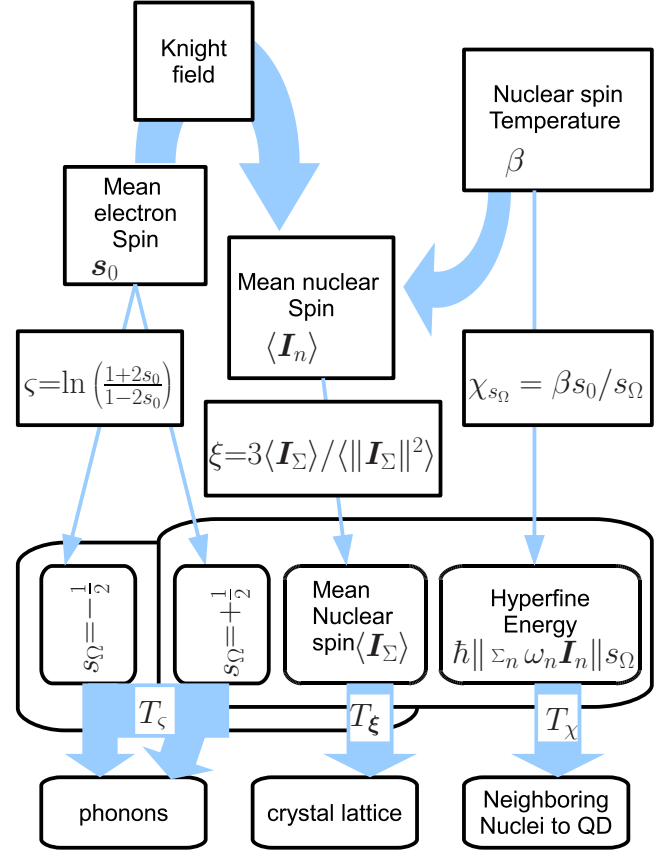 Knight
field
Nuclear spin
Temperature
β
Mean
electron
Spin
s₀
Mean nuclear
Spin
⟨Iₙ⟩
ς=ln((1+2s₀)/(1−2s₀))
χ_{s_Ω} = βs₀/s_Ω
ξ=3⟨I_Σ⟩/⟨‖I_Σ‖²⟩
s_Ω=−1/2
s_Ω=+1/2
Mean
Nuclear
spin⟨I_Σ⟩
Hyperfine
Energy
ħ‖ Σₙ ωₙIₙ‖s_Ω
T_ς
T_ξ
T_χ
phonons
crystal lattice
Neighboring
Nuclei to QD